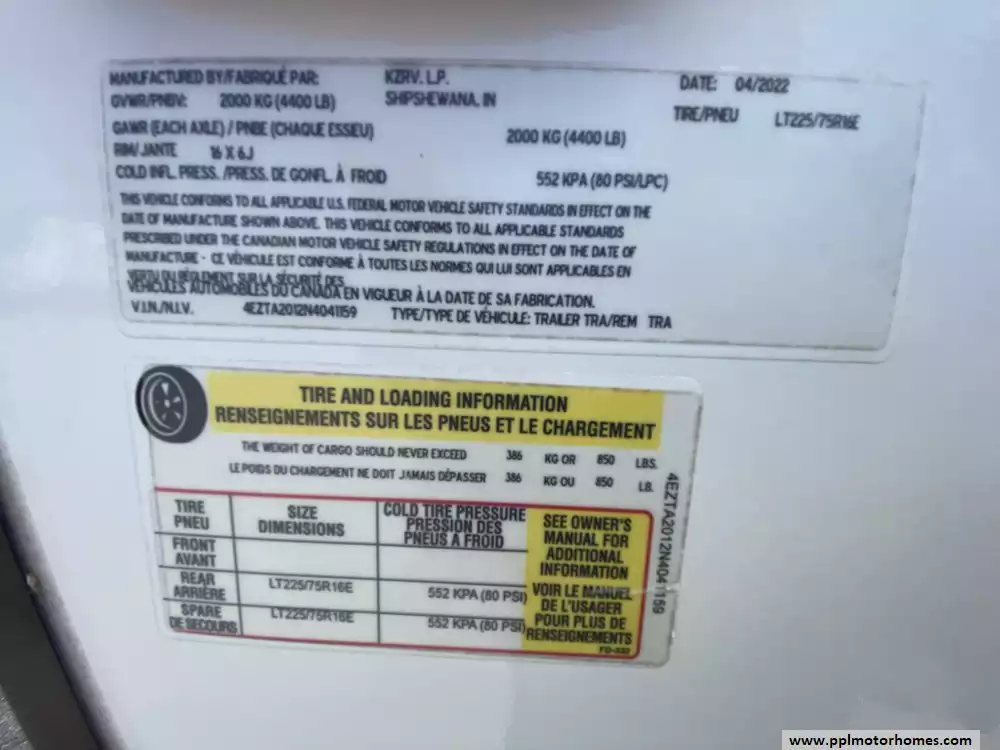 MANUFACTURED BY/FABRIQUÉ PAR: KZRV. L.P. DATE: 04/2022
GVWR/PNBV: 2000 KG (4400 LB) SHIPSHEWANA, IN TIRE/PNEU LT225/75R16E
GAWR (EACH AXLE) / PNBE (CHAQUE ESSEU) 2000 KG (4400 LB)
RIM/JANTE 16 X 6J
COLD INFL. PRESS. /PRESS. DE GONFL. À FROID 552 KPA (80 PSI/LPC)
THIS VEHICLE CONFORMS TO ALL APPLICABLE U.S. FEDERAL MOTOR VEHICLE SAFETY STANDARDS IN EFFECT ON THE
DATE OF MANUFACTURE SHOWN ABOVE. THIS VEHICLE CONFORMS TO ALL APPLICABLE STANDARDS
PRESCRIBED UNDER THE CANADIAN MOTOR VEHICLE SAFETY REGULATIONS IN EFFECT ON THE DATE OF
MANUFACTURE - CE VÉHICULE EST CONFORME À TOUTES LES NORMES QUI LUI SONT APPLICABLES EN
VERTU DU RÈGLEMENT SUR LA SÉCURITÉ DES
VEHICULES AUTOMOBILES DU CANADA EN VIGUEUR À LA DATE DE SA FABRICATION.
V.I.N./N.I.V. 4EZTA2012N4041159 TYPE/TYPE DE VÉHICULE: TRAILER TRA/REM TRA
TIRE AND LOADING INFORMATION
RENSEIGNEMENTS SUR LES PNEUS ET LE CHARGEMENT
THE WEIGHT OF CARGO SHOULD NEVER EXCEED 386 KG OR 850 LBS.
LE POIDS DU CHARGEMENT NE DOIT JAMAIS DÉPASSER 386 KG OU 850 LB.
TIRE
PNEU
SIZE
DIMENSIONS
COLD TIRE PRESSURE
PRESSION DES
PNEUS A FROID
FRONT
AVANT
REAR
ARRIÈRE
LT225/75R16E
552 KPA (80 PSI)
SPARE
DE SECOURS
LT225/75R16E
552 KPA (80 PSI)
SEE OWNER'S
MANUAL FOR
ADDITIONAL
INFORMATION
VOIR LE MANUEL
DE L'USAGER
POUR PLUS DE
RENSEIGNEMENTS
FD-332
4EZTA2012N4041159
www.pplmotorhomes.com